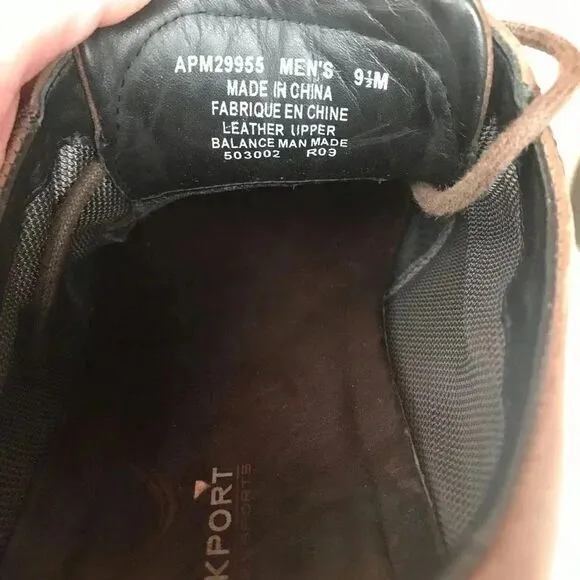 APM29955 MEN'S 9½M
MADE IN CHINA
FABRIQUE EN CHINE
LEATHER UPPER
BALANCE MAN MADE
503002 R09
KPORT